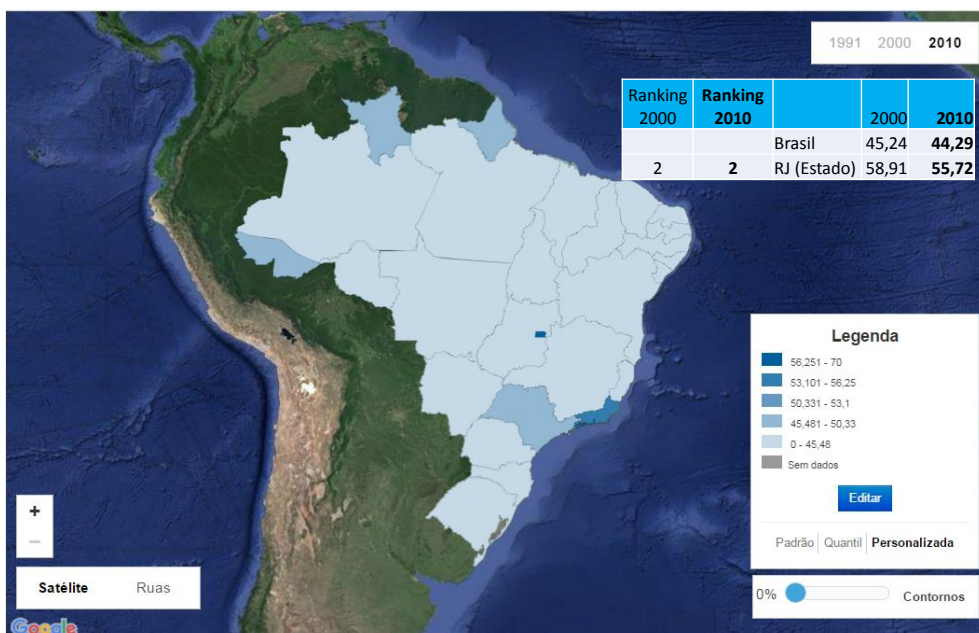 1991 2000 2010
Ranking 2000 Ranking 2010 2000 2010
Brasil 45,24 44,29
2 2 RJ (Estado) 58,91 55,72
Legenda
56,251 - 70
53,101 - 56,25
50,331 - 53,1
45,481 - 50,33
0 - 45,48
Sem dados
Editar
Padrão Quantil Personalizada
0% Contornos
+
−
Satélite Ruas
Google